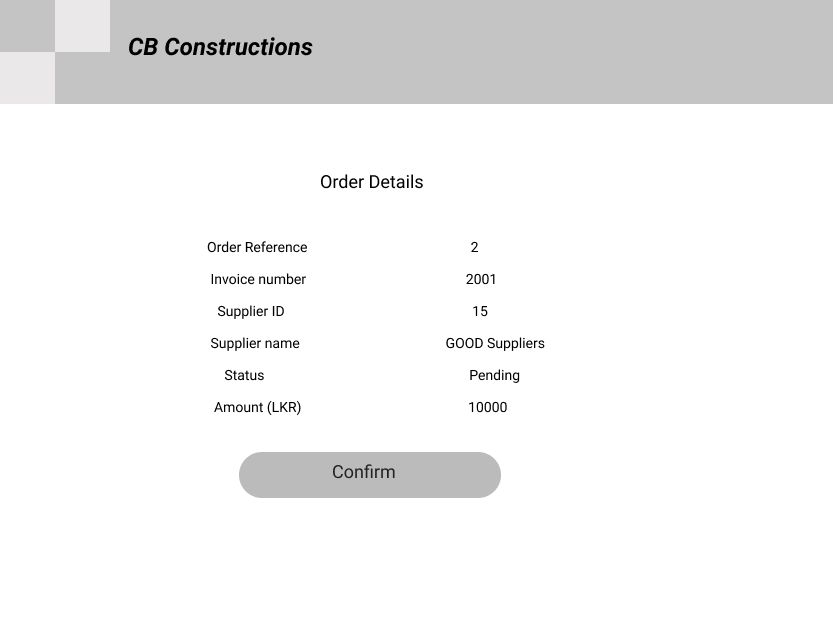 CB Constructions
Order Details
Order Reference 2
Invoice number 2001
Supplier ID 15
Supplier name GOOD Suppliers
Status Pending
Amount (LKR) 10000
Confirm